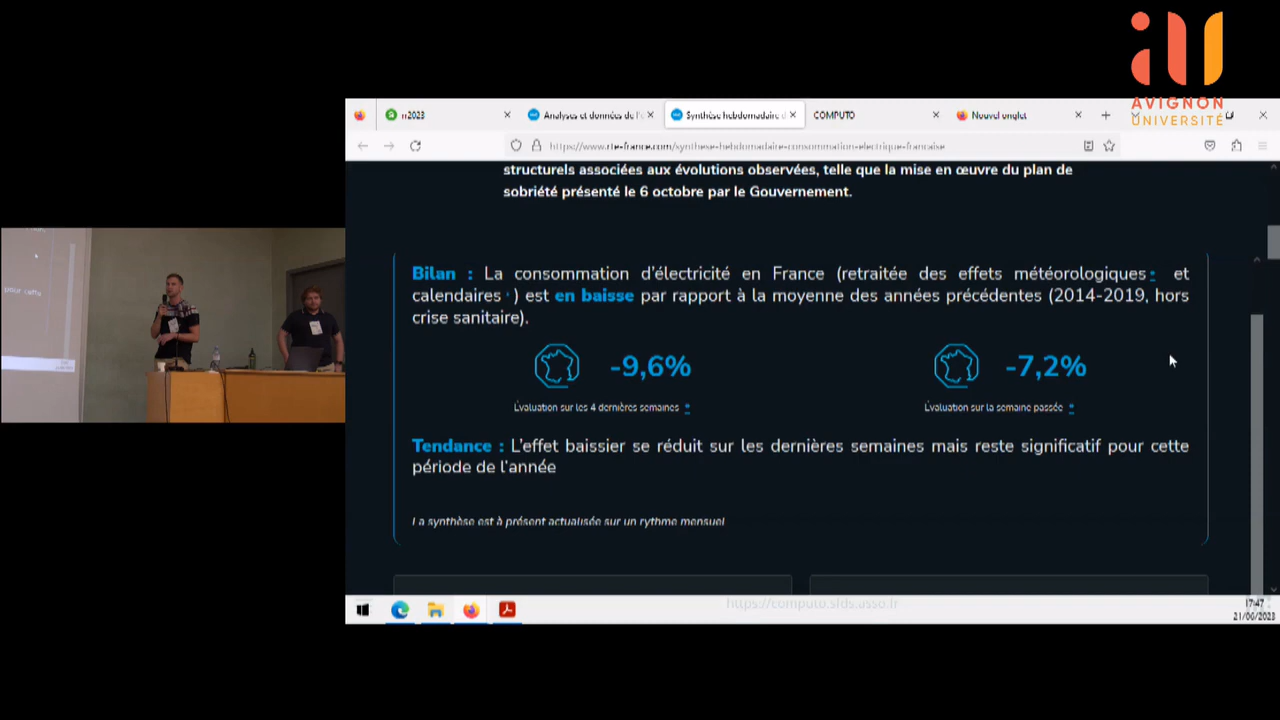 AVIGNON
UNIVERSITÉ
rr2023
Analyses et données de l'
Synthèse hebdomadaire d
COMPUTO
Nouvel onglet
https://www.rte-france.com/synthese-hebdomadaire-consommation-electrique-francaise
structurels associées aux évolutions observées, telle que la mise en œuvre du plan de
sobriété présenté le 6 octobre par le Gouvernement.
Bilan : La consommation d'électricité en France (retraitée des effets météorologiques et
calendaires ) est en baisse par rapport à la moyenne des années précédentes (2014-2019, hors
crise sanitaire).
-9,6%
-7,2%
Évaluation sur les 4 dernières semaines
Évaluation sur la semaine passée
Tendance : L'effet baissier se réduit sur les dernières semaines mais reste significatif pour cette
période de l'année
La synthèse est à présent actualisée sur un rythme mensuel
https://computo.sfds.asso.fr
17:47
21/06/2023
pour cette